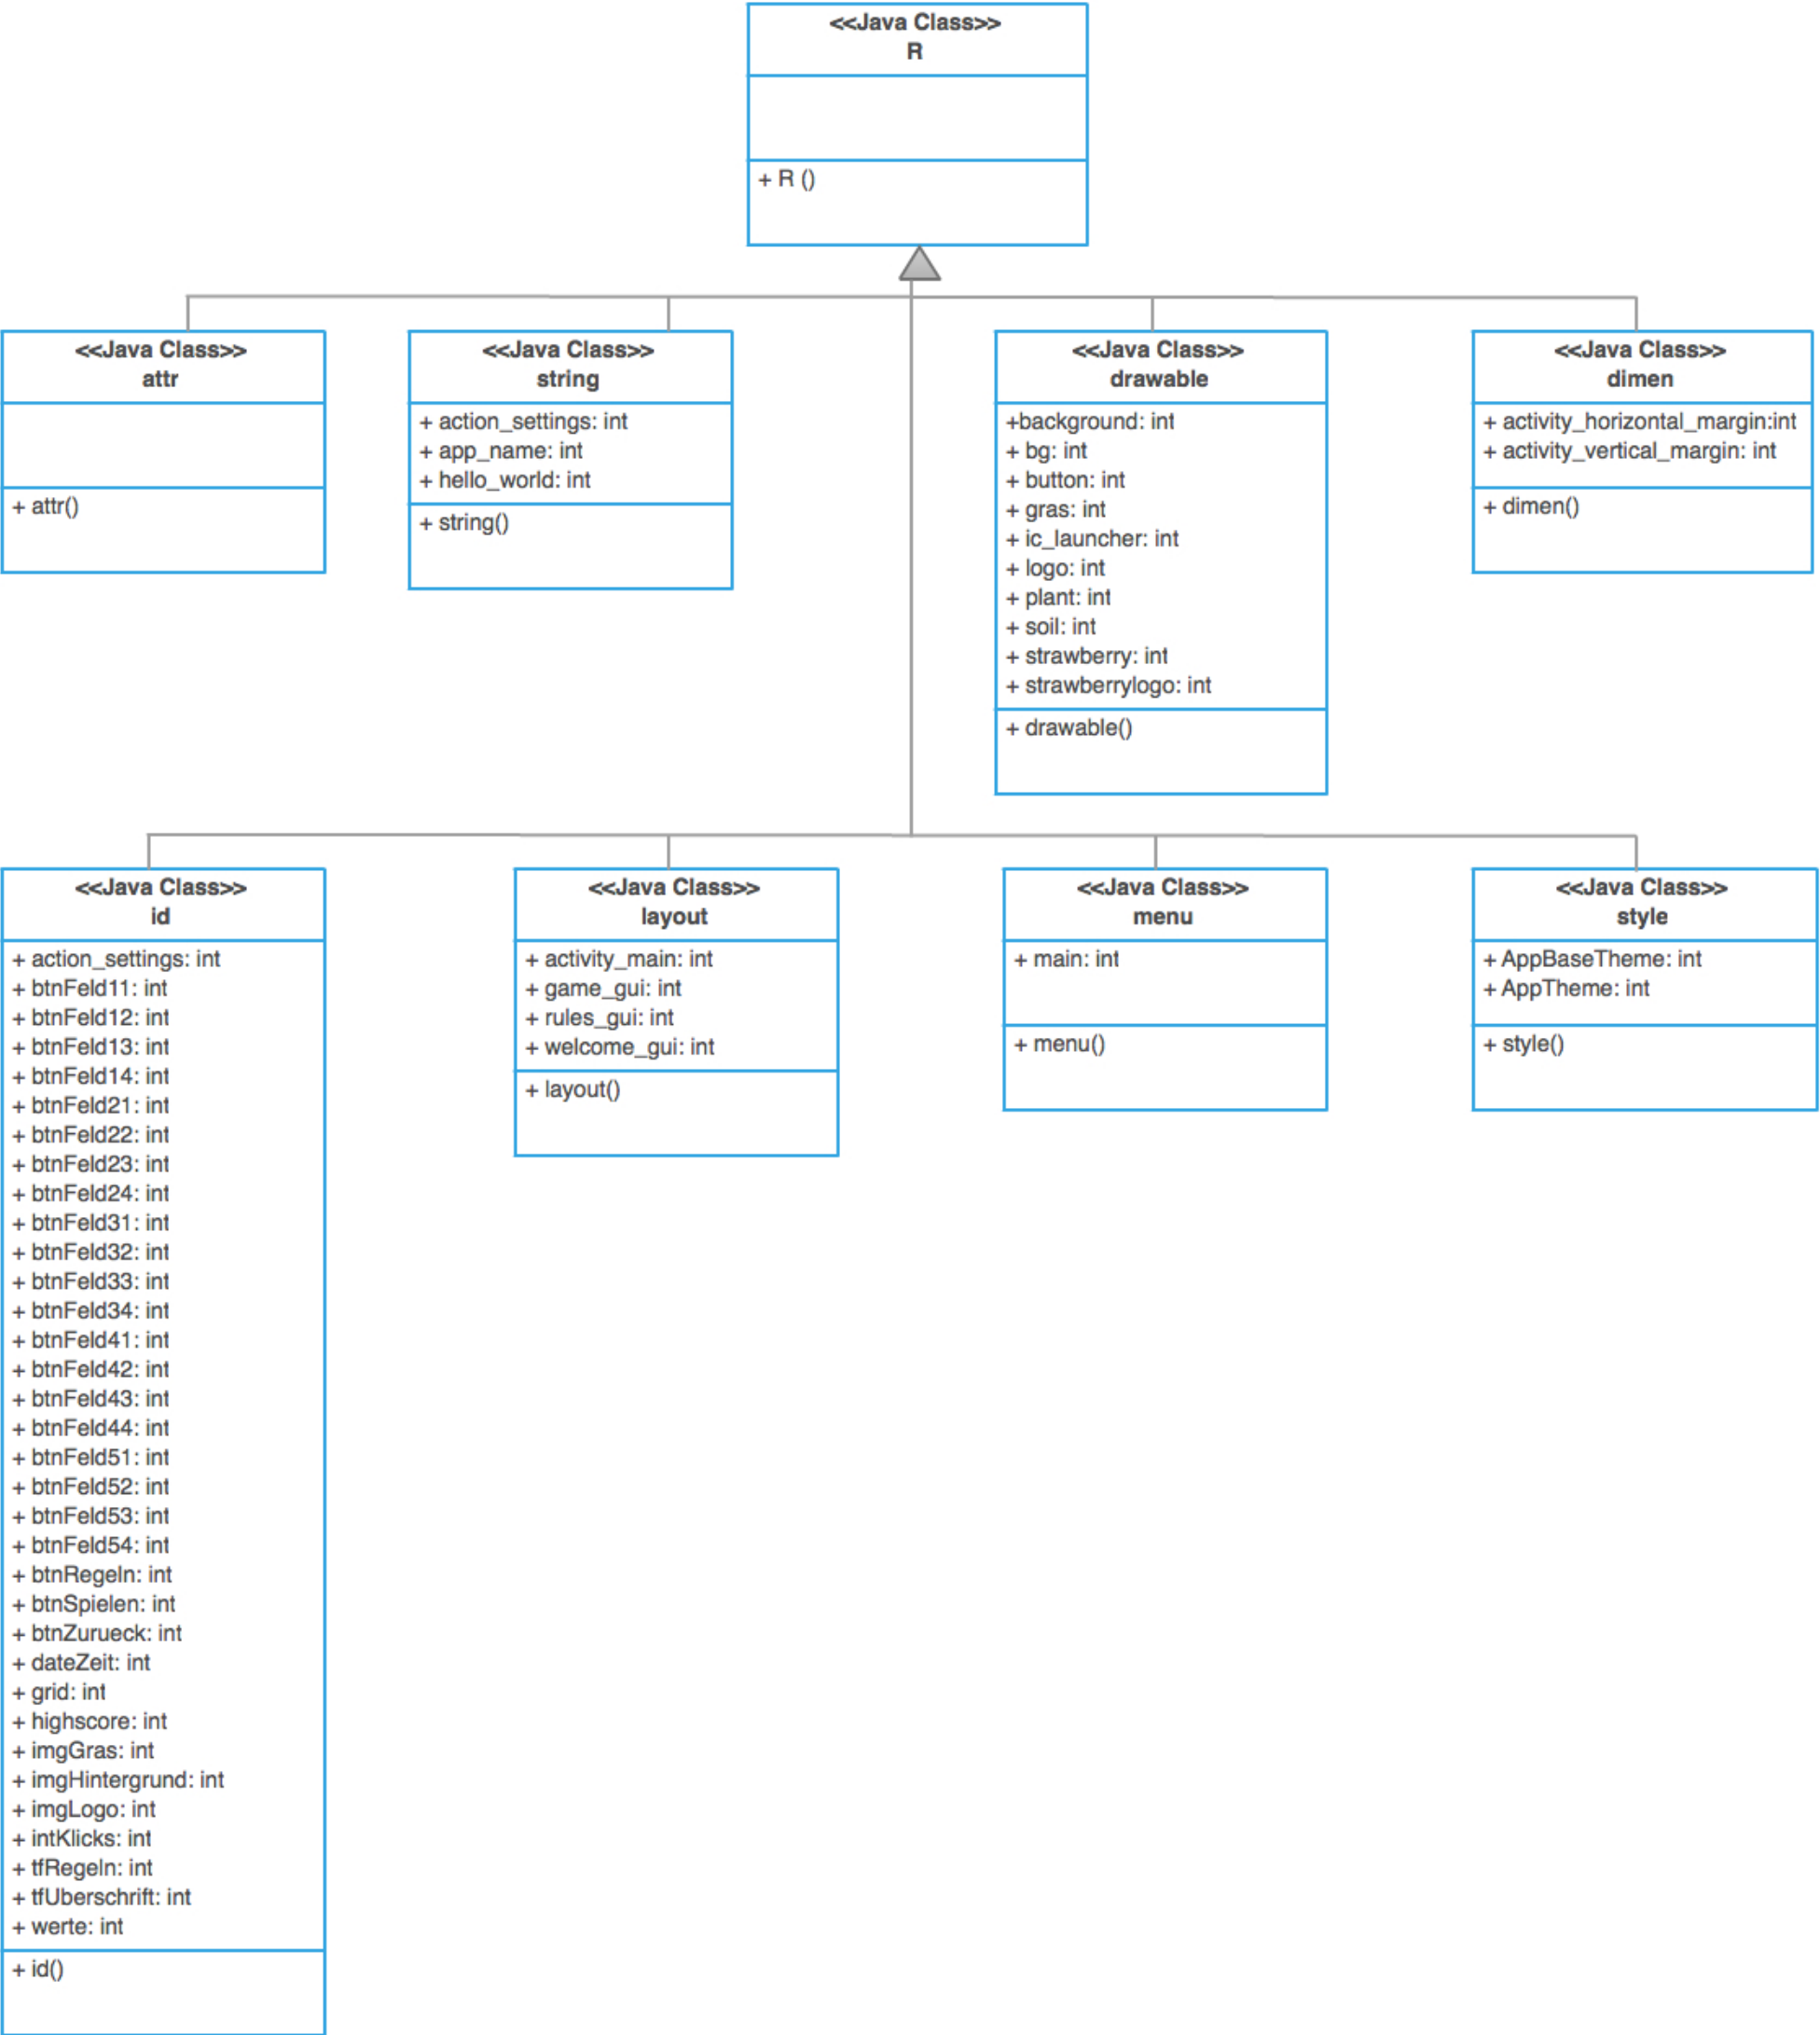 <<Java Class>>
R
+ R ()
<<Java Class>>
attr
+ attr()
<<Java Class>>
string
+ action_settings: int
+ app_name: int
+ hello_world: int
+ string()
<<Java Class>>
drawable
+background: int
+ bg: int
+ button: int
+ gras: int
+ ic_launcher: int
+ logo: int
+ plant: int
+ soil: int
+ strawberry: int
+ strawberrylogo: int
+ drawable()
<<Java Class>>
dimen
+ activity_horizontal_margin:int
+ activity_vertical_margin: int
+ dimen()
<<Java Class>>
id
+ action_settings: int
+ btnFeld11: int
+ btnFeld12: int
+ btnFeld13: int
+ btnFeld14: int
+ btnFeld21: int
+ btnFeld22: int
+ btnFeld23: int
+ btnFeld24: int
+ btnFeld31: int
+ btnFeld32: int
+ btnFeld33: int
+ btnFeld34: int
+ btnFeld41: int
+ btnFeld42: int
+ btnFeld43: int
+ btnFeld44: int
+ btnFeld51: int
+ btnFeld52: int
+ btnFeld53: int
+ btnFeld54: int
+ btnRegeln: int
+ btnSpielen: int
+ btnZurueck: int
+ dateZeit: int
+ grid: int
+ highscore: int
+ imgGras: int
+ imgHintergrund: int
+ imgLogo: int
+ intKlicks: int
+ tfRegeln: int
+ tfUberschrift: int
+ werte: int
+ id()
<<Java Class>>
layout
+ activity_main: int
+ game_gui: int
+ rules_gui: int
+ welcome_gui: int
+ layout()
<<Java Class>>
menu
+ main: int
+ menu()
<<Java Class>>
style
+ AppBaseTheme: int
+ AppTheme: int
+ style()